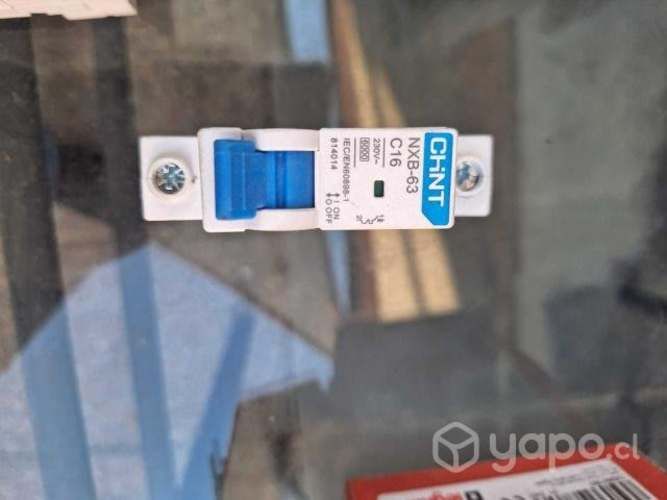 CHNT
NXB-63
C16
230V~
6000
IEC/EN60898-1
814014
I ON
O OFF
yapo.cl